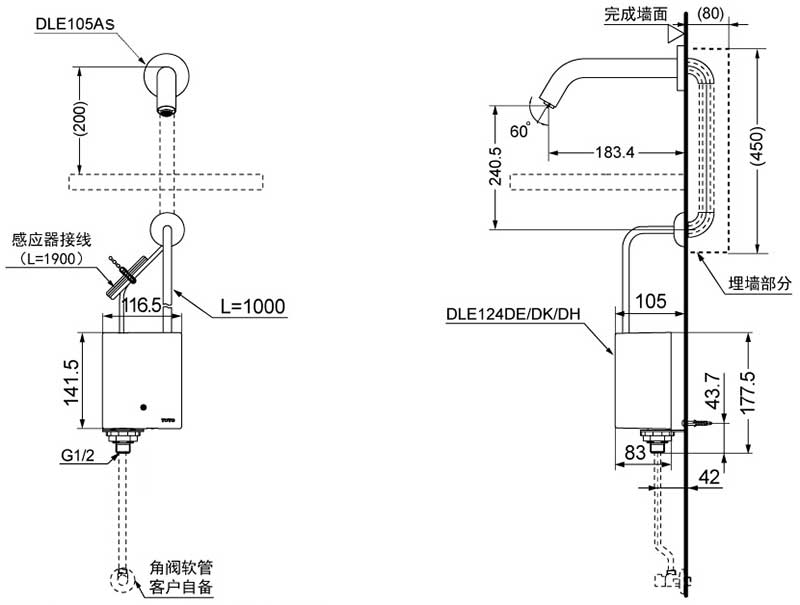 DLE105As
(200)
感应器接线
(L=1900)
116.5
L=1000
141.5
TOTO
G1/2
角阀软管
客户自备
完成墙面
(80)
60°
183.4
240.5
(450)
埋墙部分
105
DLE124DE/DK/DH
43.7
177.5
83
42